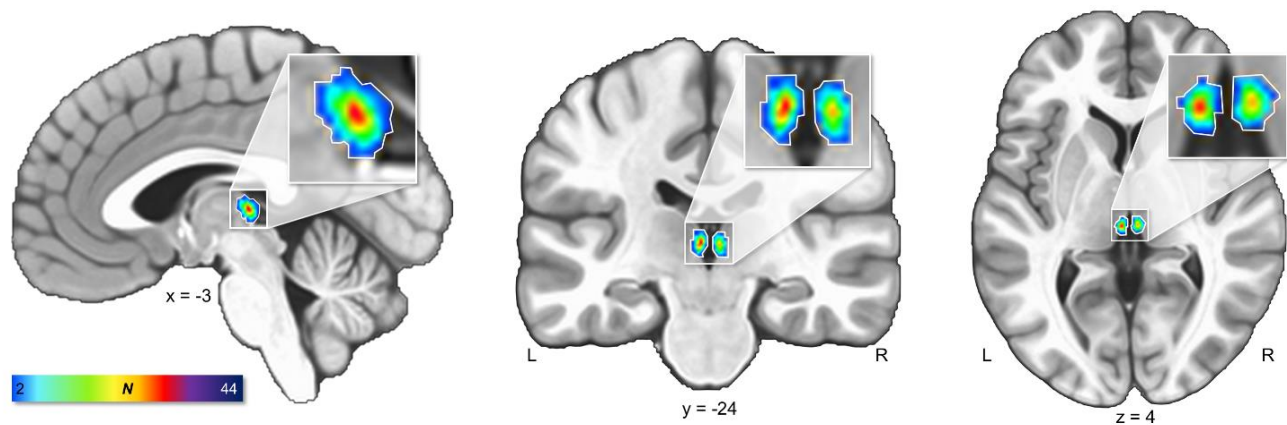 x = -3
2 N 44
L R
y = -24
L R
z = 4